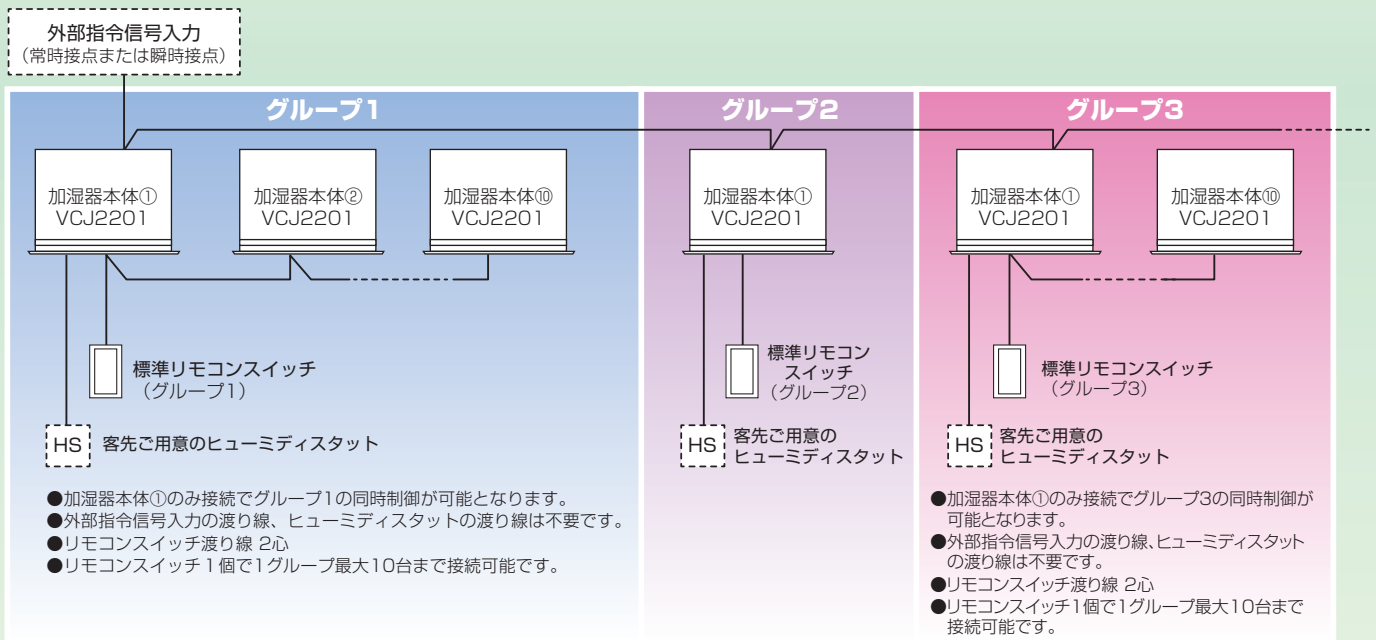 外部指令信号入力
（常時接点または瞬時接点）
グループ1
加湿器本体①
VCJ2201
加湿器本体②
VCJ2201
加湿器本体⑩
VCJ2201
標準リモコンスイッチ
（グループ1）
HS
客先ご用意のヒューミディスタット
●加湿器本体①のみ接続でグループ1の同時制御が可能となります。
●外部指令信号入力の渡り線、ヒューミディスタットの渡り線は不要です。
●リモコンスイッチ渡り線 2心
●リモコンスイッチ1個で1グループ最大10台まで接続可能です。
グループ2
加湿器本体①
VCJ2201
標準リモコン
スイッチ
（グループ2）
HS
客先ご用意の
ヒューミディスタット
グループ3
加湿器本体①
VCJ2201
加湿器本体⑩
VCJ2201
標準リモコンスイッチ
（グループ3）
HS
客先ご用意の
ヒューミディスタット
●加湿器本体①のみ接続でグループ3の同時制御が
可能となります。
●外部指令信号入力の渡り線、ヒューミディスタット
の渡り線は不要です。
●リモコンスイッチ渡り線 2心
●リモコンスイッチ1個で1グループ最大10台まで
接続可能です。